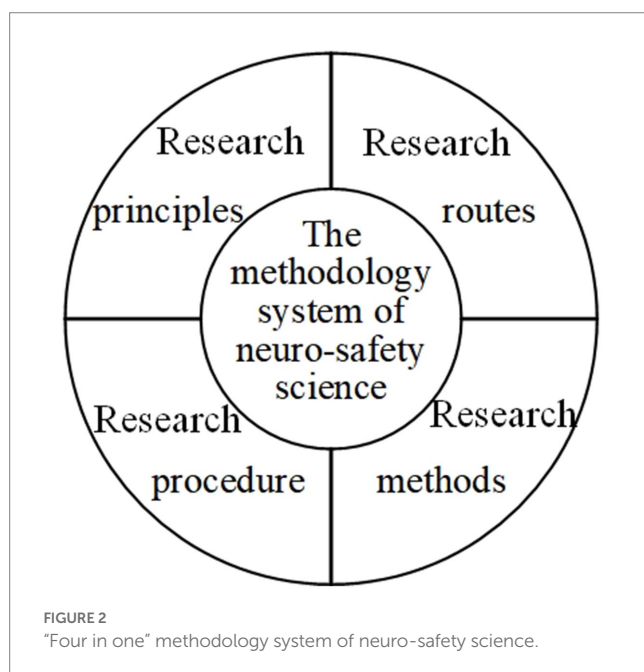 Research
principles
Research
routes
The
methodology
system of
neuro-safety
science
Research
procedure
Research
methods
FIGURE 2
"Four in one" methodology system of neuro-safety science.